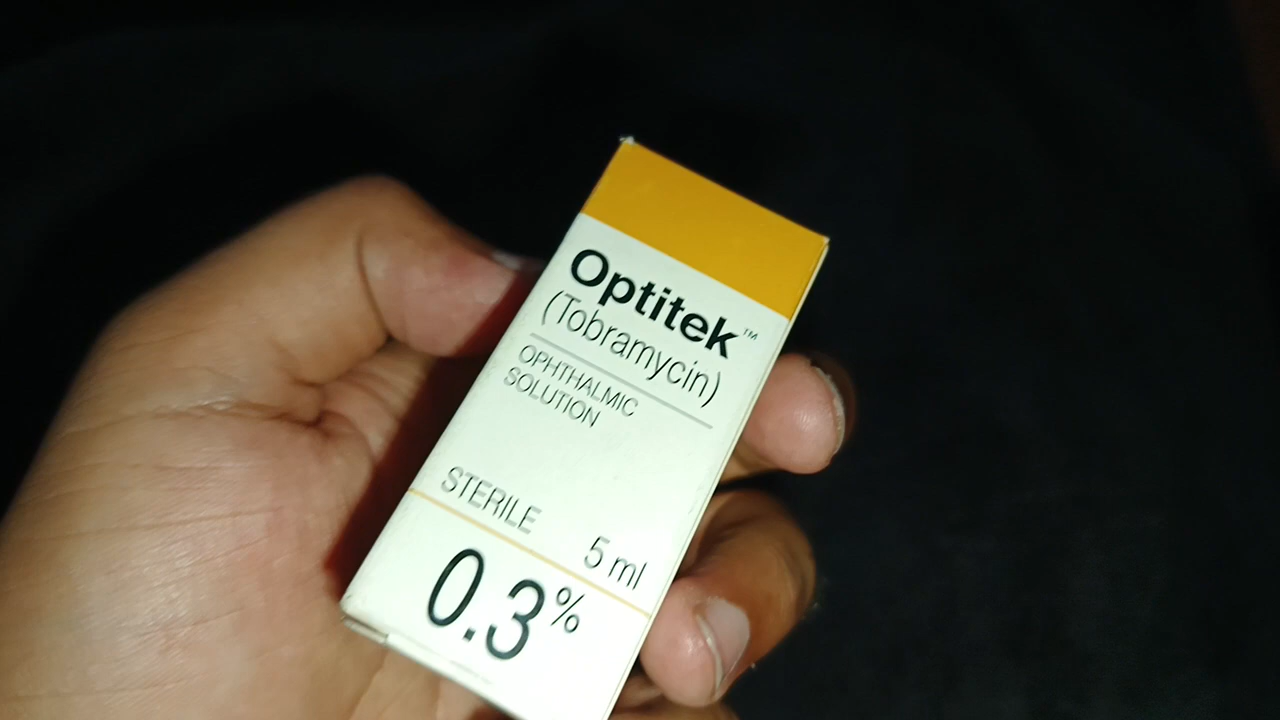 Optitek™
(Tobramycin)
OPHTHALMIC
SOLUTION
STERILE
5 ml
0.3%